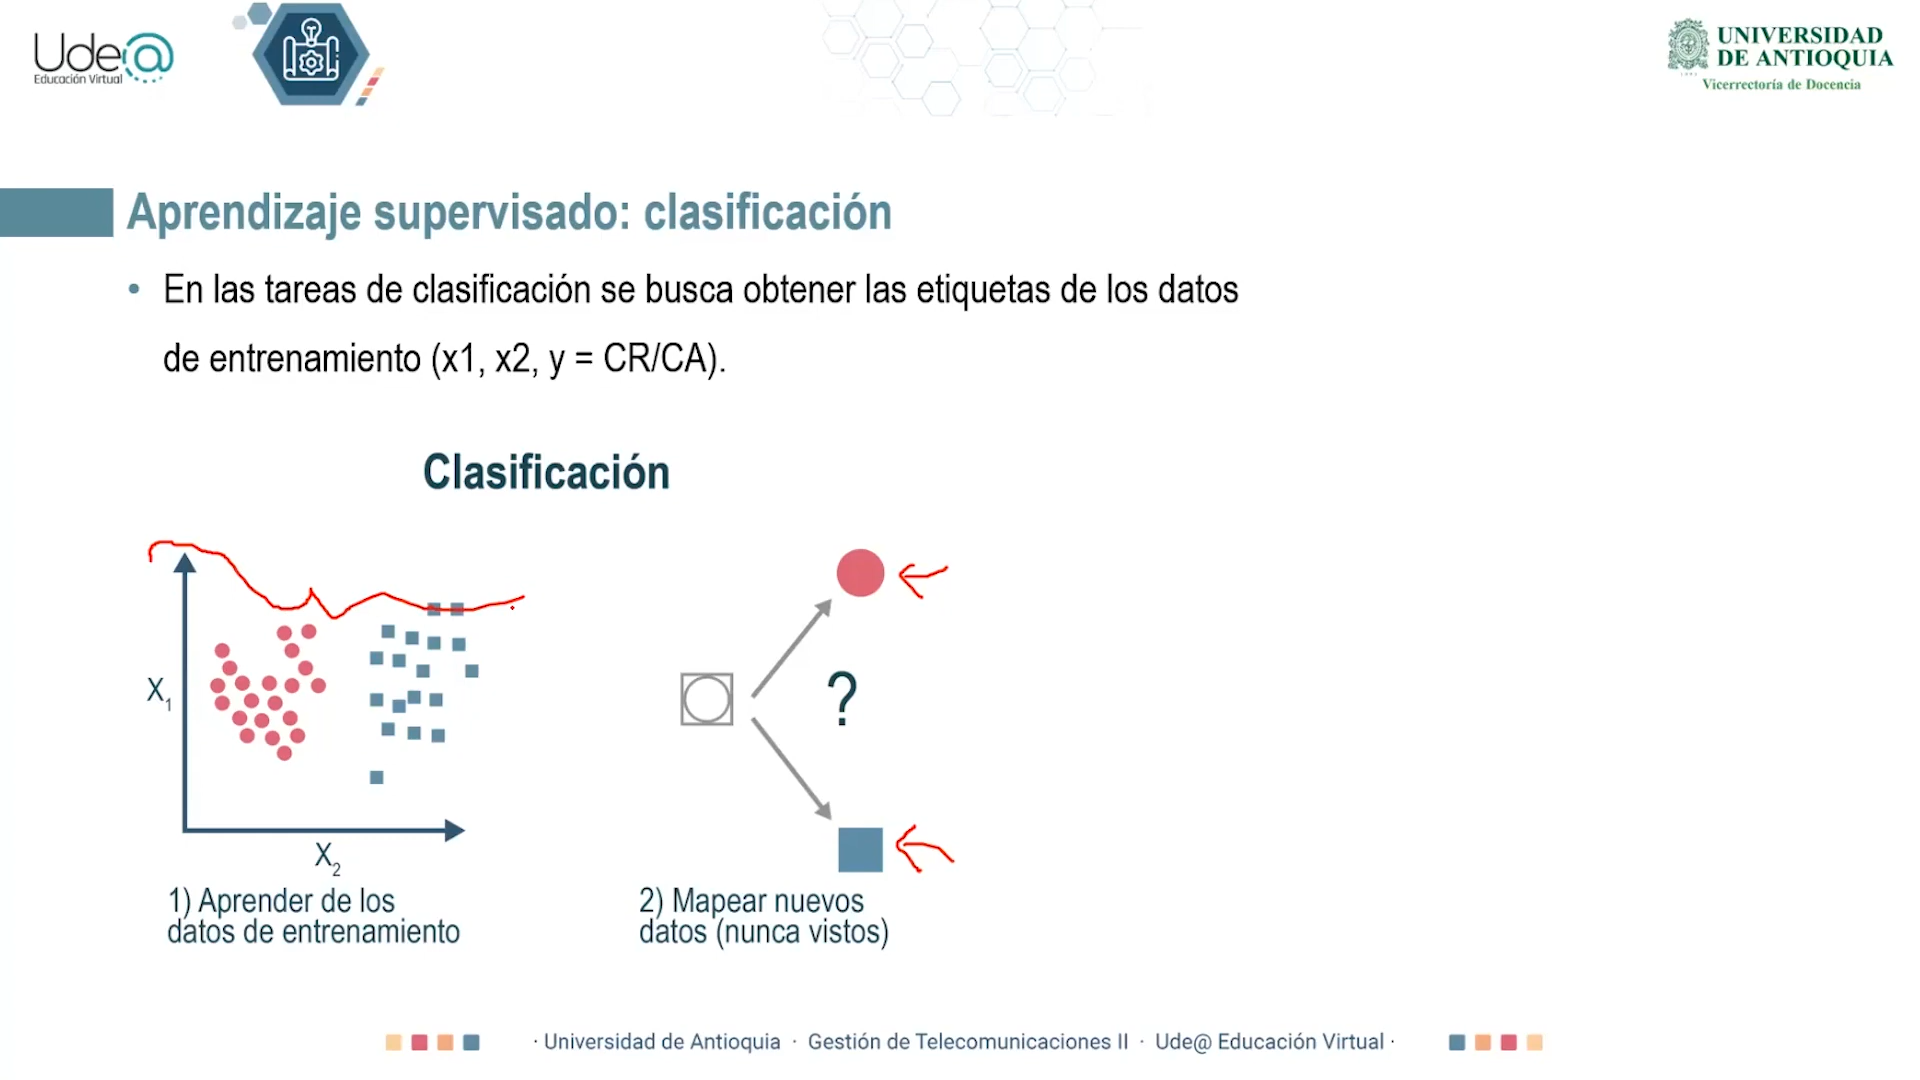 Ude@
Educación Virtual
UNIVERSIDAD
DE ANTIOQUIA
1803
Vicerrectoría de Docencia
Aprendizaje supervisado: clasificación
• En las tareas de clasificación se busca obtener las etiquetas de los datos
de entrenamiento (x1, x2, y = CR/CA).
Clasificación
X1
?
X2
1) Aprender de los
datos de entrenamiento
2) Mapear nuevos
datos (nunca vistos)
· Universidad de Antioquia · Gestión de Telecomunicaciones II · Ude@ Educación Virtual ·